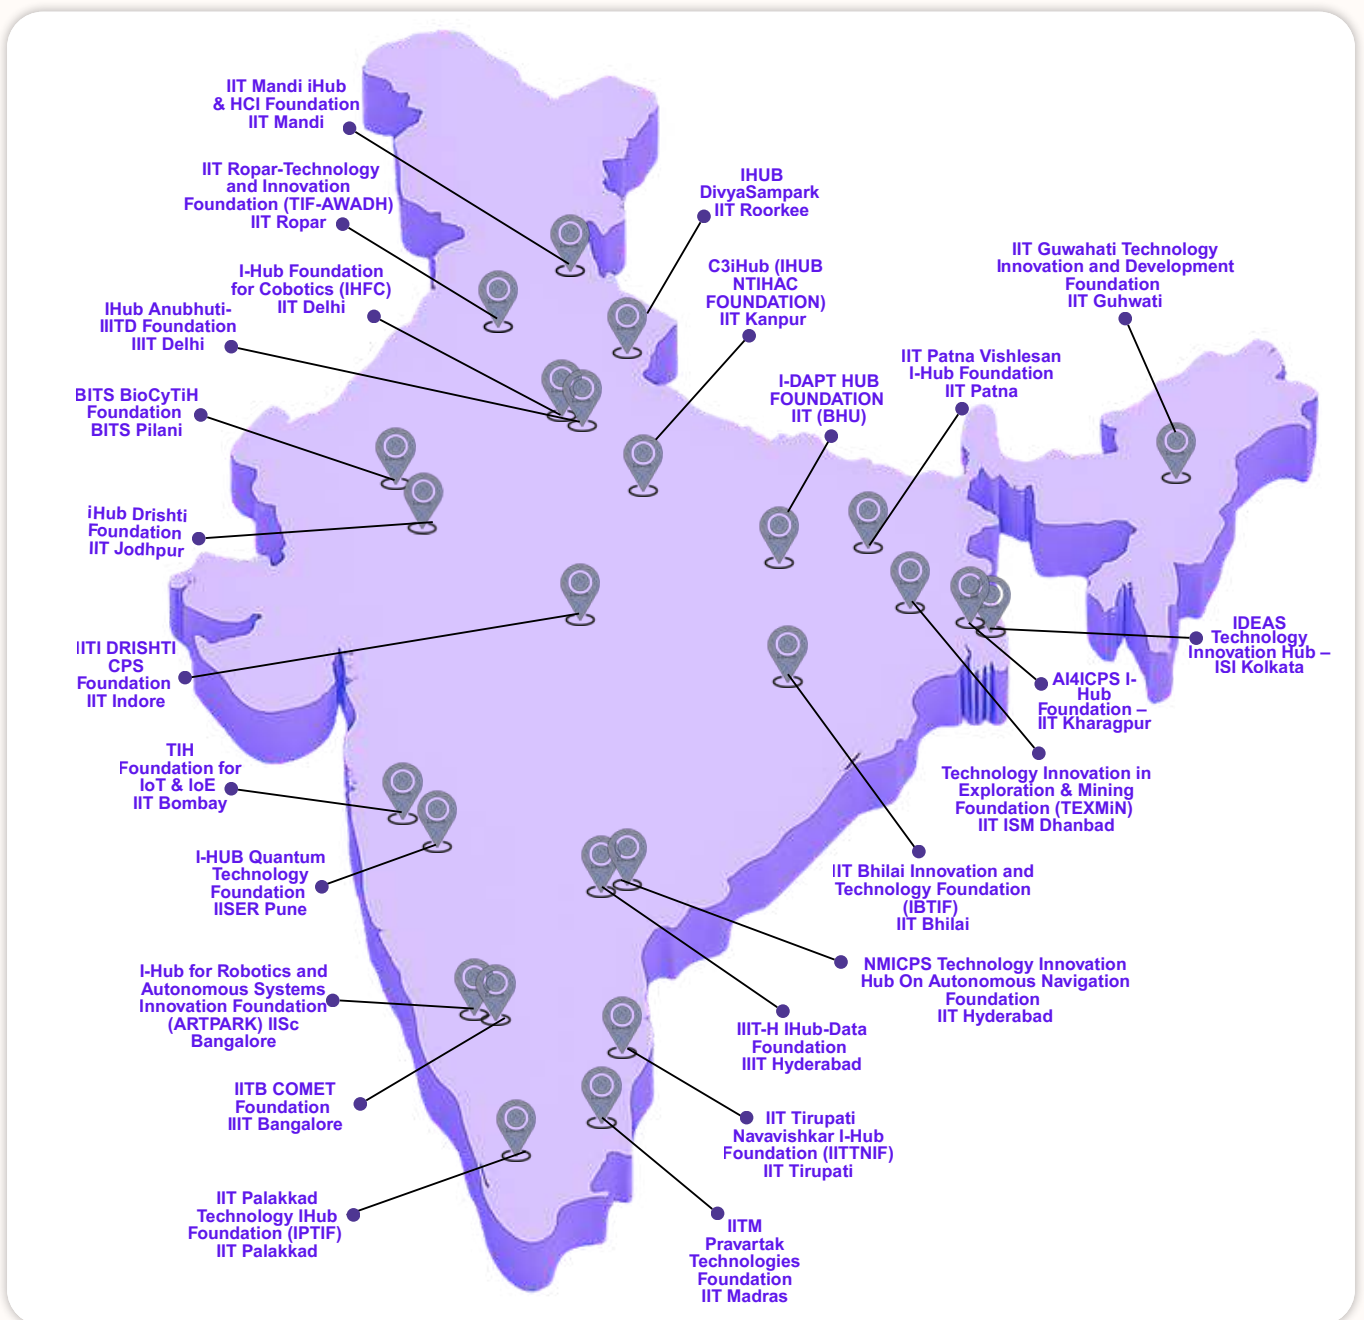 IIT Mandi iHub
& HCI Foundation
IIT Mandi
IIT Ropar-Technology
and Innovation
Foundation (TIF-AWADH)
IIT Ropar
I-Hub Foundation
for Cobotics (IHFC)
IIT Delhi
IHub Anubhuti-
IIITD Foundation
IIIT Delhi
BITS BioCyTiH
Foundation
BITS Pilani
iHub Drishti
Foundation
IIT Jodhpur
IITI DRISHTI
CPS
Foundation
IIT Indore
TIH
Foundation for
IoT & IoE
IIT Bombay
I-HUB Quantum
Technology
Foundation
IISER Pune
I-Hub for Robotics and
Autonomous Systems
Innovation Foundation
(ARTPARK) IISc
Bangalore
IITB COMET
Foundation
IIIT Bangalore
IIT Palakkad
Technology IHub
Foundation (IPTIF)
IIT Palakkad
IHUB
DivyaSampark
IIT Roorkee
C3iHub (IHUB
NTIHAC
FOUNDATION)
IIT Kanpur
I-DAPT HUB
FOUNDATION
IIT (BHU)
IIT Patna Vishlesan
I-Hub Foundation
IIT Patna
IIT Guwahati Technology
Innovation and Development
Foundation
IIT Guhwati
IDEAS
Technology
Innovation Hub –
ISI Kolkata
AI4ICPS I-
Hub
Foundation –
IIT Kharagpur
Technology Innovation in
Exploration & Mining
Foundation (TEXMiN)
IIT ISM Dhanbad
IIT Bhilai Innovation and
Technology Foundation
(IBTIF)
IIT Bhilai
NMICPS Technology Innovation
Hub On Autonomous Navigation
Foundation
IIT Hyderabad
IIIT-H IHub-Data
Foundation
IIIT Hyderabad
IIT Tirupati
Navavishkar I-Hub
Foundation (IITTNIF)
IIT Tirupati
IITM
Pravartak
Technologies
Foundation
IIT Madras